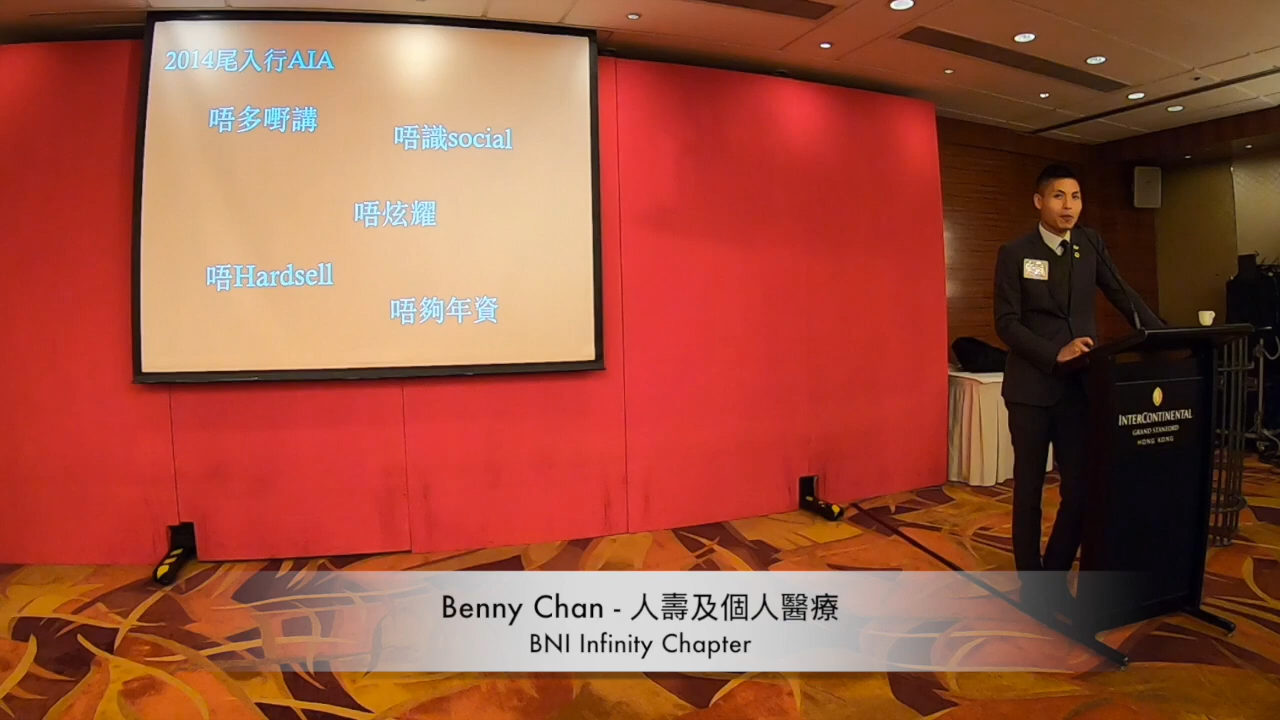 2014尾入行AIA
唔多嘢講
唔識social
唔炫耀
唔Hardsell
唔夠年資
INTERCONTINENTAL
GRAND STANFORD
HONG KONG
Benny Chan - 人壽及個人醫療
BNI Infinity Chapter